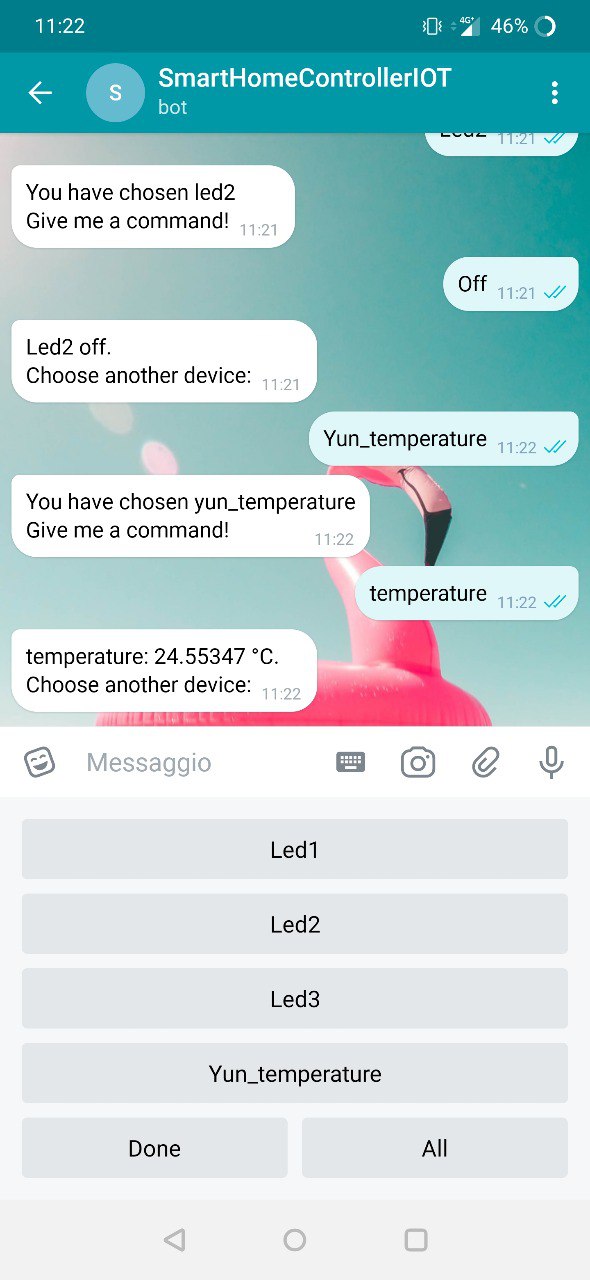 11:22
4G+
46%
S
SmartHomeControllerIOT
bot
Led2 11:21
You have chosen led2
Give me a command! 11:21
Off 11:21
Led2 off.
Choose another device: 11:21
Yun_temperature 11:22
You have chosen yun_temperature
Give me a command! 11:22
temperature 11:22
temperature: 24.55347 °C.
Choose another device: 11:22
Messaggio
Led1
Led2
Led3
Yun_temperature
Done
All